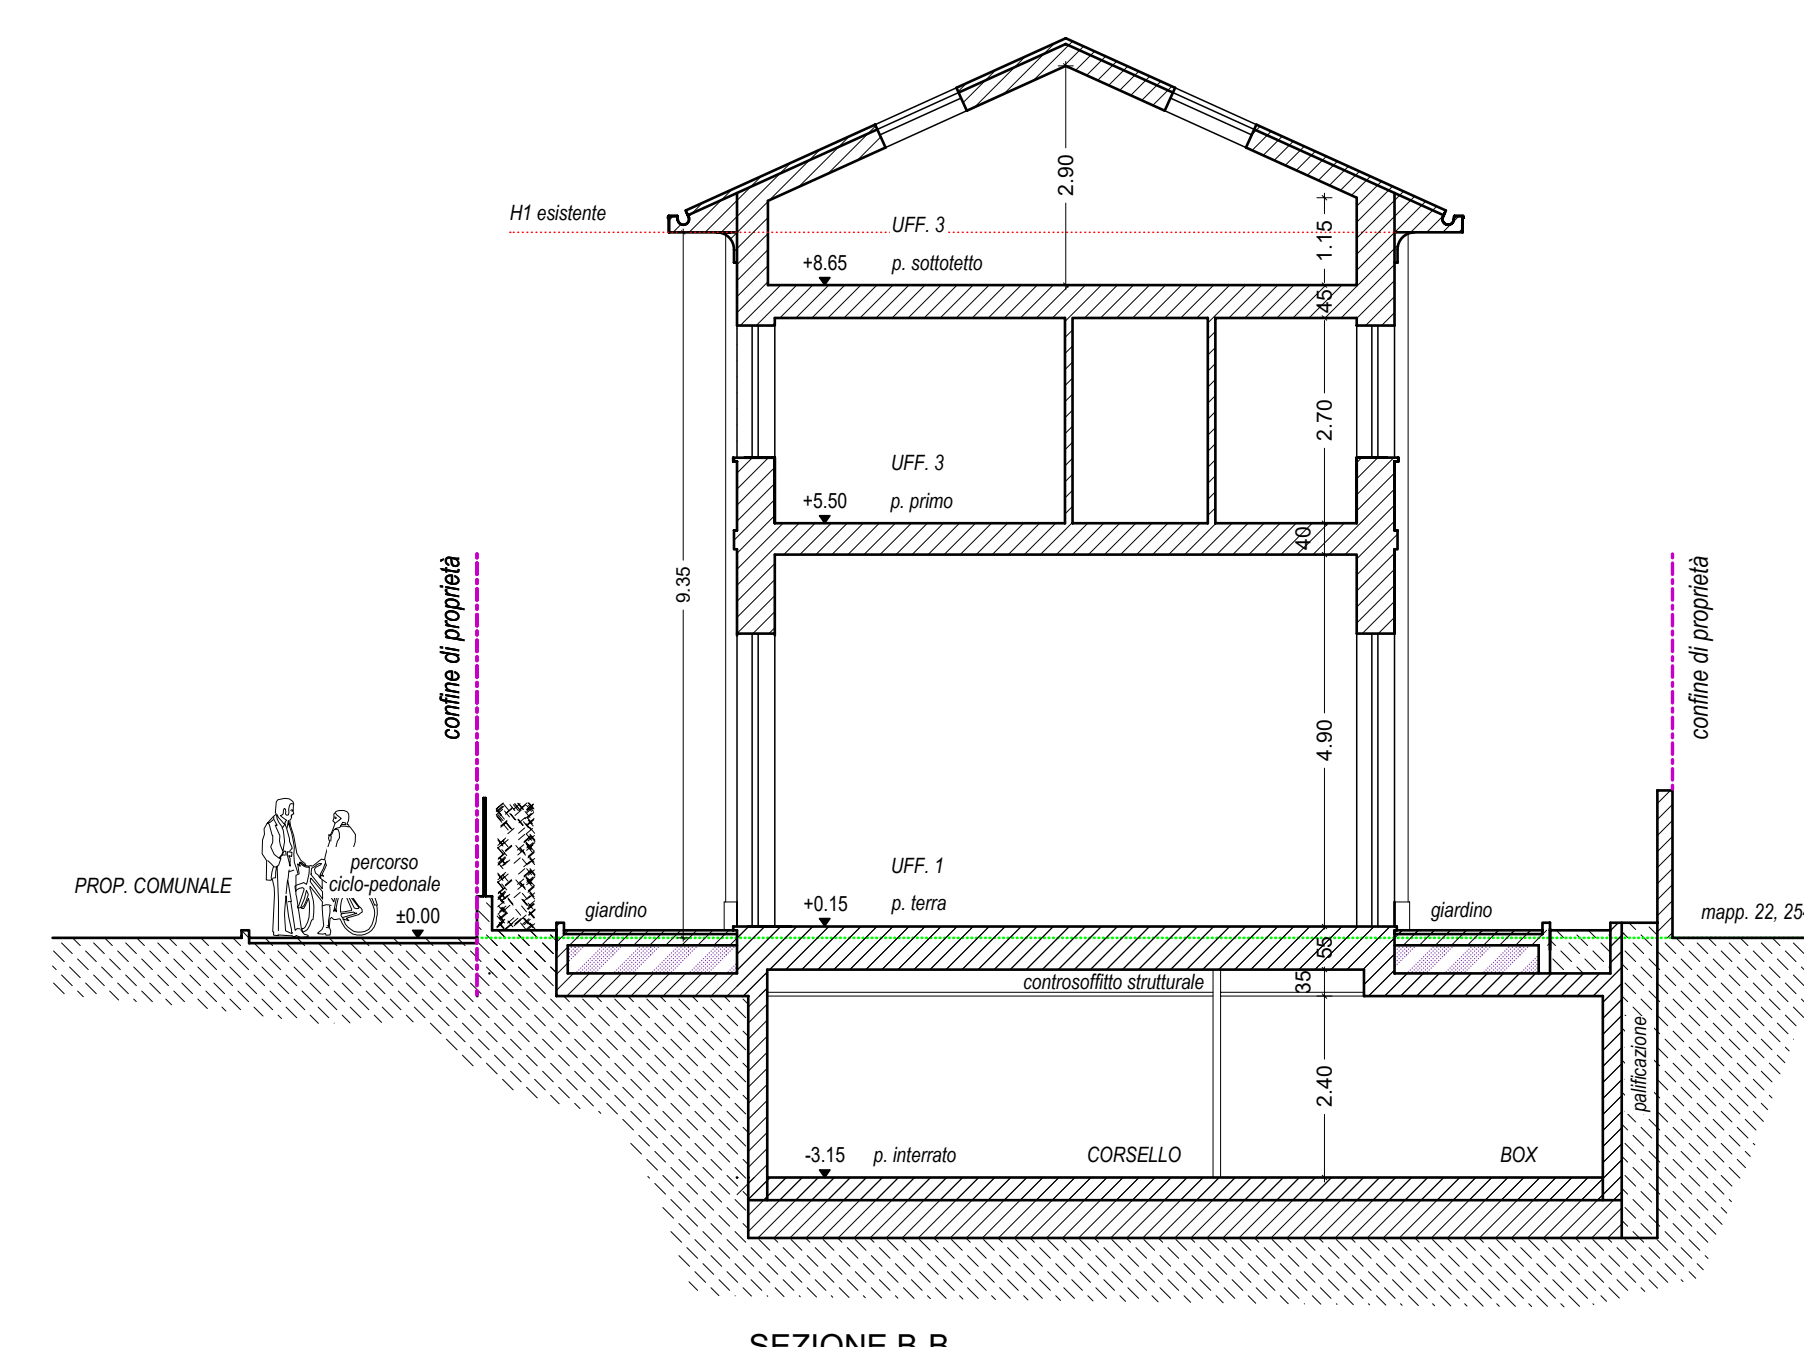 2.90
H1 esistente
UFF. 3
1.15
+8.65
p. sottotetto
45
2.70
UFF. 3
+5.50
p. primo
40
confine di proprietà
9.35
confine di proprietà
4.90
UFF. 1
percorso
ciclo-pedonale
PROP. COMUNALE
±0.00
giardino
+0.15
p. terra
giardino
mapp. 22, 254
55
controsoffitto strutturale
35
palificazione
2.40
-3.15
p. interrato
CORSELLO
BOX
SEZIONE B-B